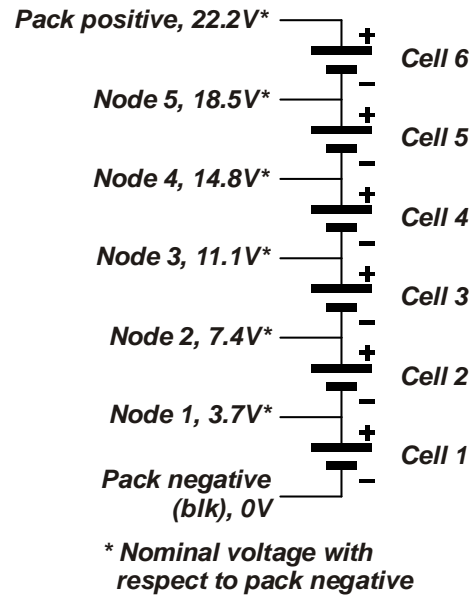 Pack positive, 22.2V*
+
Cell 6
–
Node 5, 18.5V*
+
Cell 5
–
Node 4, 14.8V*
+
Cell 4
–
Node 3, 11.1V*
+
Cell 3
–
Node 2, 7.4V*
+
Cell 2
–
Node 1, 3.7V*
+
Cell 1
–
Pack negative
(blk), 0V
* Nominal voltage with
respect to pack negative